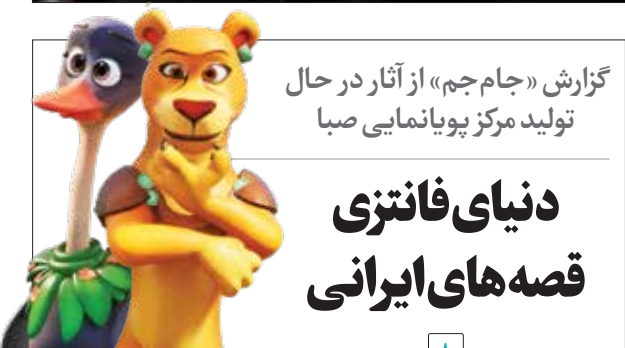 گزارش «جام‌جم» از آثار در حال
تولید مرکز پویانمایی صبا
دنیای فانتزی
قصه‌های ایرانی